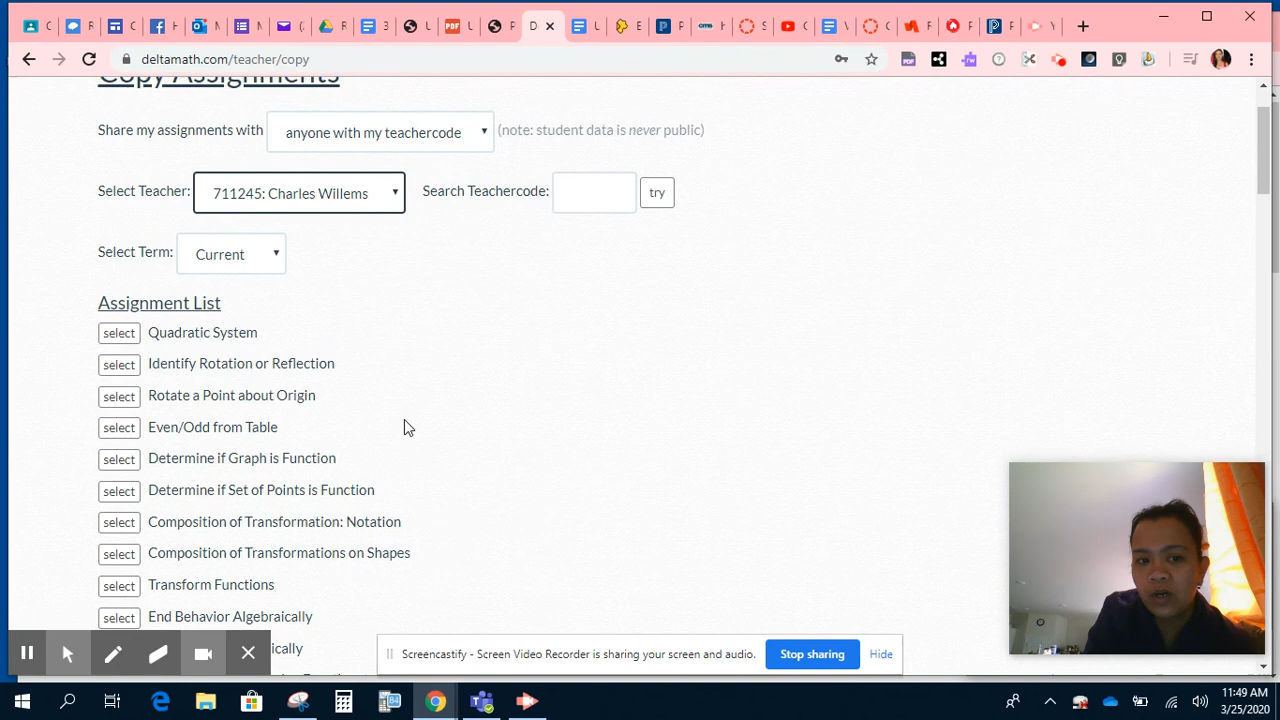 D
deltamath.com/teacher/copy
Copy Assignments
Share my assignments with anyone with my teachercode (note: student data is never public)
Select Teacher: 711245: Charles Willems Search Teachercode: try
Select Term: Current
Assignment List
select Quadratic System
select Identify Rotation or Reflection
select Rotate a Point about Origin
select Even/Odd from Table
select Determine if Graph is Function
select Determine if Set of Points is Function
select Composition of Transformation: Notation
select Composition of Transformations on Shapes
select Transform Functions
select End Behavior Algebraically
Screencastify - Screen Video Recorder is sharing your screen and audio. Stop sharing Hide
11:49 AM
3/25/2020